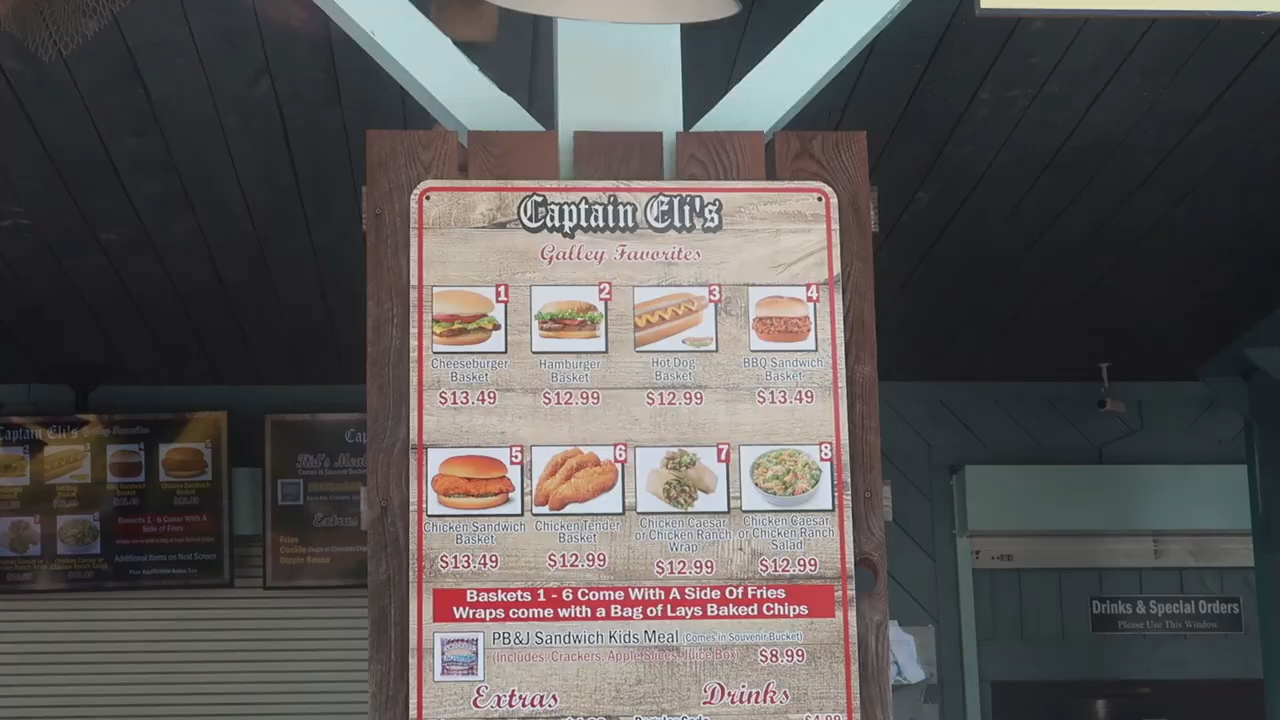 Captain Eli's
Galley Favorites
1 2 3 4
Cheeseburger Basket
$13.49
Hamburger Basket
$12.99
Hot Dog Basket
$12.99
BBQ Sandwich Basket
$13.49
5 6 7 8
Chicken Sandwich Basket
$13.49
Chicken Tender Basket
$12.99
Chicken Caesar or Chicken Ranch Wrap
$12.99
Chicken Caesar or Chicken Ranch Salad
$12.99
Baskets 1 - 6 Come With A Side Of Fries
Wraps come with a Bag of Lays Baked Chips
PB&J Sandwich Kids Meal (Comes in Souvenir Bucket)
(Includes: Crackers, Apple Slices, Juice Box) $8.99
Extras
Drinks
Captain Eli's
Baskets 1 - 6 Come With A
Side of Fries
Additional Items on Next Screen
Kid's Meal
Extras
Fries
Cookie
Drinks & Special Orders
Please Use This Window